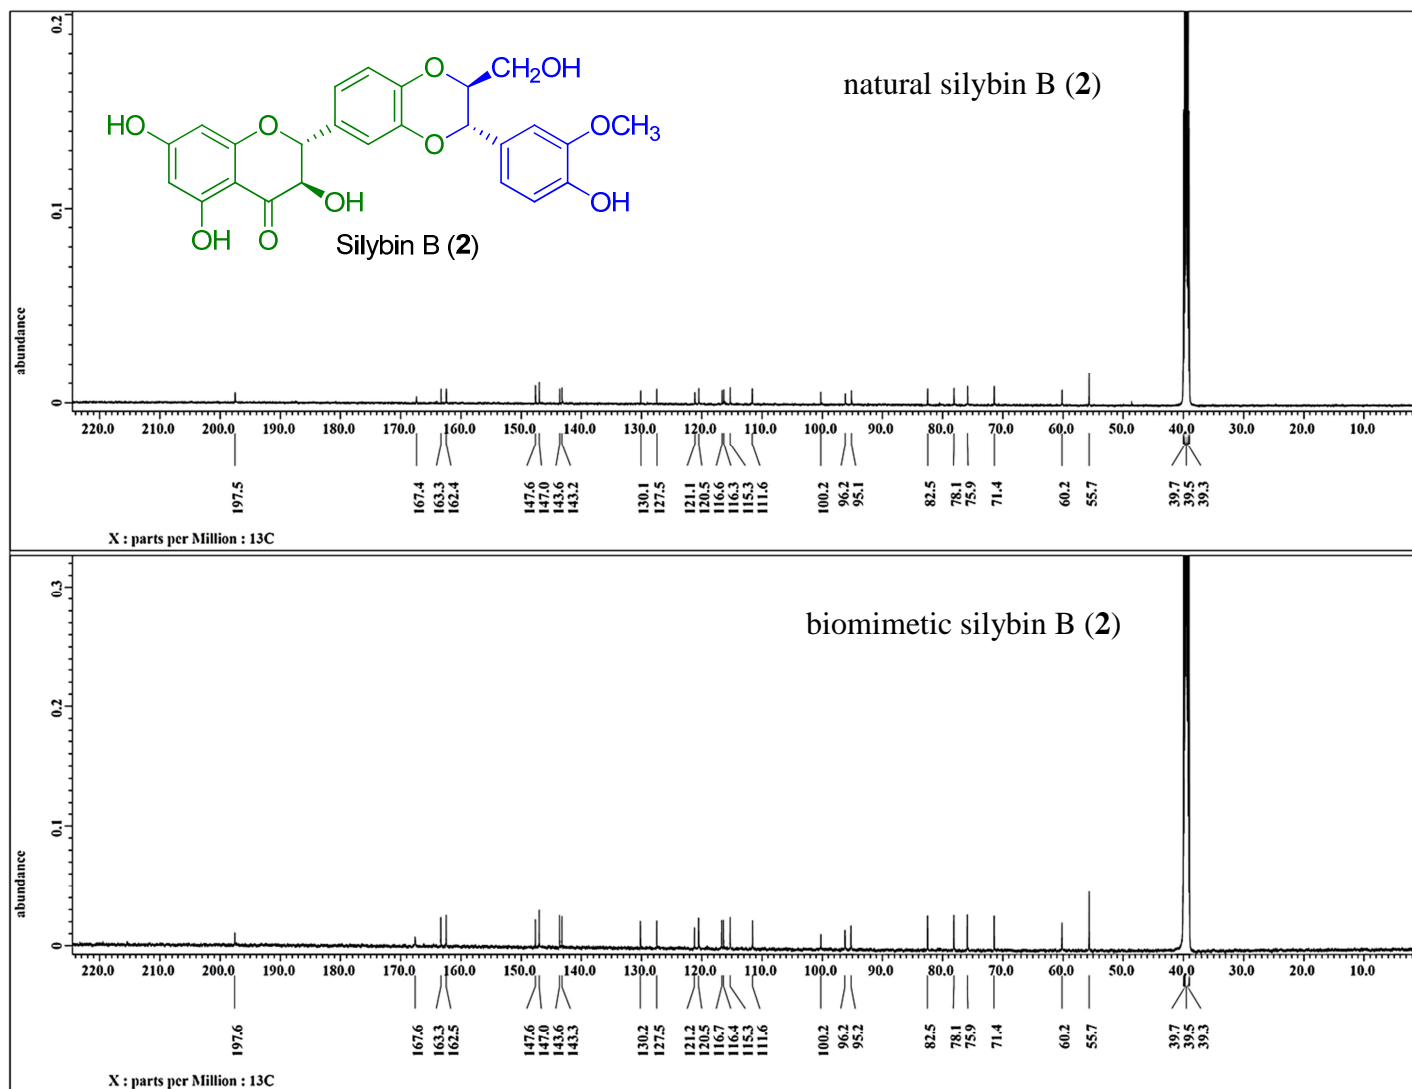 0.2
natural silybin B (2)
O
CH2OH
HO
O
O
OCH3
OH
OH
OH
O
Silybin B (2)
0.1
abundance
0
220.0 210.0 200.0 190.0 180.0 170.0 160.0 150.0 140.0 130.0 120.0 110.0 100.0 90.0 80.0 70.0 60.0 50.0 40.0 30.0 20.0 10.0
197.5 167.4 163.3 162.4 147.6 147.0 143.6 143.2 130.1 127.5 121.1 120.5 116.6 116.3 115.3 111.6 100.2 96.2 95.1 82.5 78.1 75.9 71.4 60.2 55.7 39.7 39.5 39.3
X : parts per Million : 13C
0.3
biomimetic silybin B (2)
0.2
0.1
abundance
0
220.0 210.0 200.0 190.0 180.0 170.0 160.0 150.0 140.0 130.0 120.0 110.0 100.0 90.0 80.0 70.0 60.0 50.0 40.0 30.0 20.0 10.0
197.6 167.6 163.3 162.5 147.6 147.0 143.6 143.3 130.2 127.5 121.2 120.5 116.7 116.4 115.3 111.6 100.2 96.2 95.2 82.5 78.1 75.9 71.4 60.2 55.7 39.7 39.5 39.3
X : parts per Million : 13C